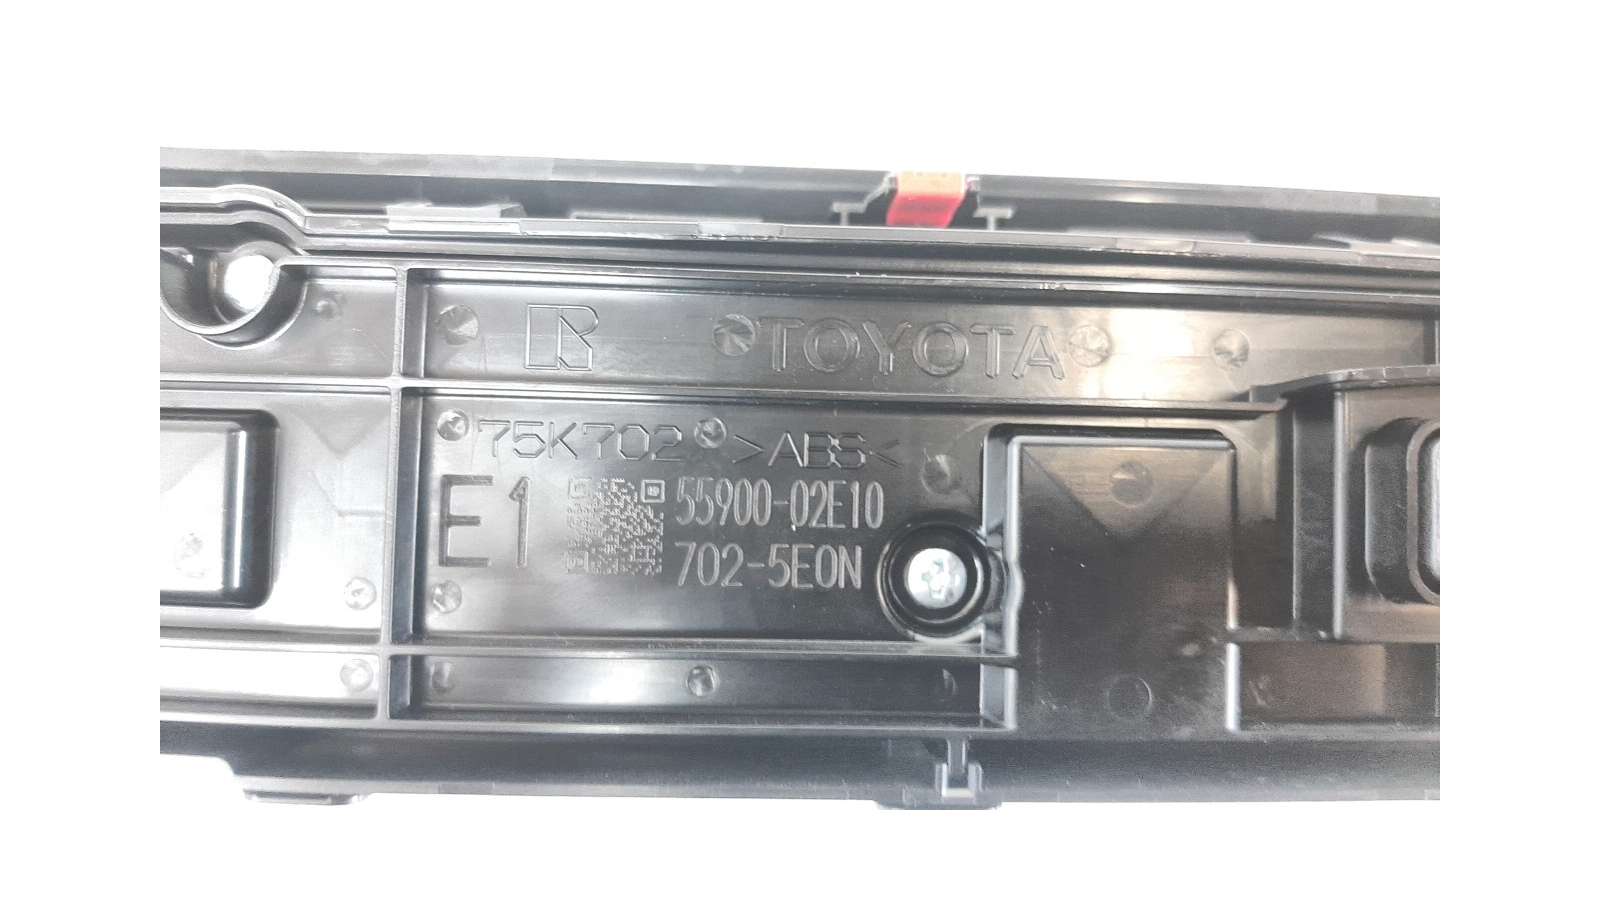 R TOYOTA
75K702 >ABS<
E1 55900-02E10
702-5E0N